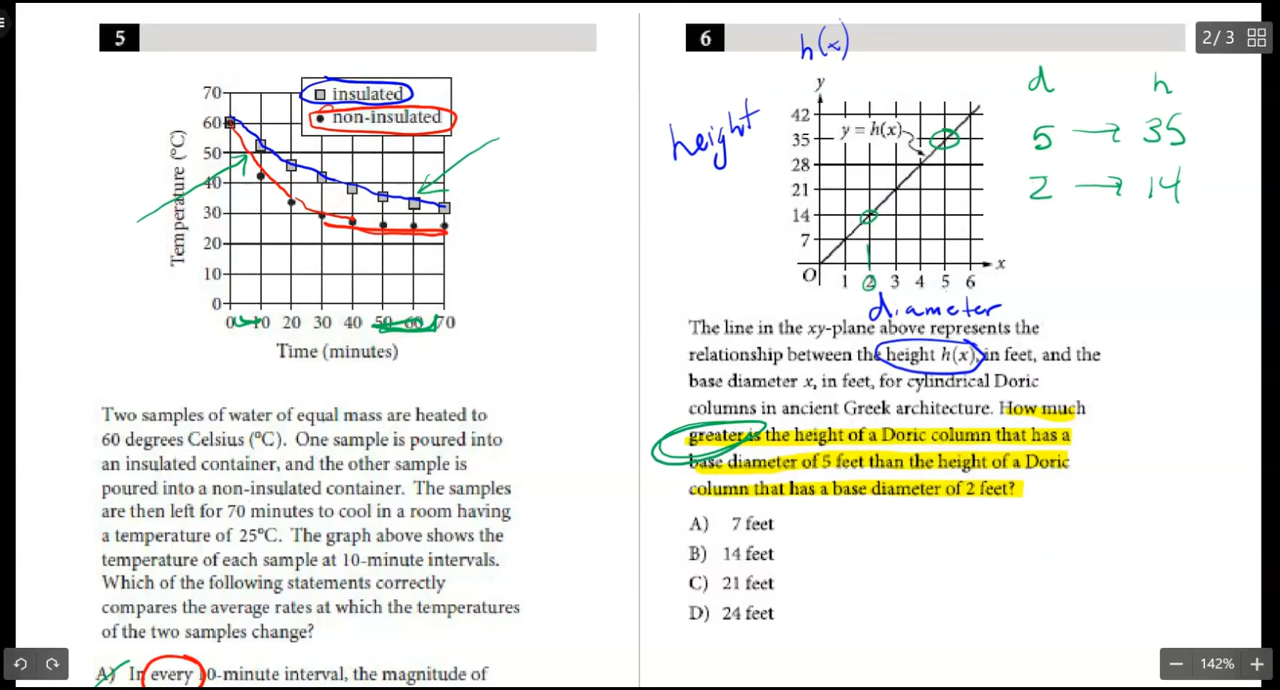 5
70
60
50
40
30
20
10
0
insulated
non-insulated
Temperature (°C)
0 10 20 30 40 50 60 70
Time (minutes)
Two samples of water of equal mass are heated to
60 degrees Celsius (°C). One sample is poured into
an insulated container, and the other sample is
poured into a non-insulated container. The samples
are then left for 70 minutes to cool in a room having
a temperature of 25°C. The graph above shows the
temperature of each sample at 10-minute intervals.
Which of the following statements correctly
compares the average rates at which the temperatures
of the two samples change?
A) In every 10-minute interval, the magnitude of
6
h(x)
2 / 3
height
y
42
35
28
21
14
7
y = h(x)
O 1 2 3 4 5 6
x
diameter
d h
5 → 35
2 → 14
The line in the xy-plane above represents the
relationship between the height h(x), in feet, and the
base diameter x, in feet, for cylindrical Doric
columns in ancient Greek architecture. How much
greater is the height of a Doric column that has a
base diameter of 5 feet than the height of a Doric
column that has a base diameter of 2 feet?
A) 7 feet
B) 14 feet
C) 21 feet
D) 24 feet
142%